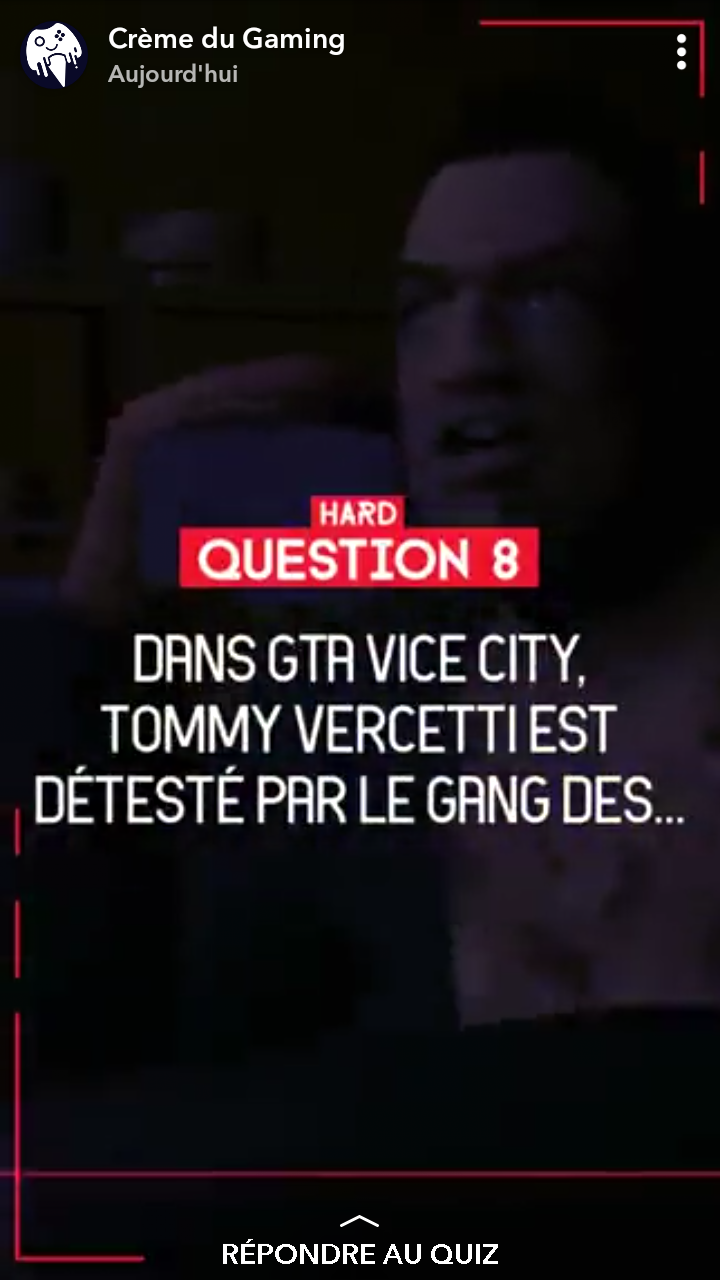 Crème du Gaming
Aujourd'hui
HARD
QUESTION 8
DANS GTA VICE CITY,
TOMMY VERCETTI EST
DÉTESTÉ PAR LE GANG DES...
RÉPONDRE AU QUIZ